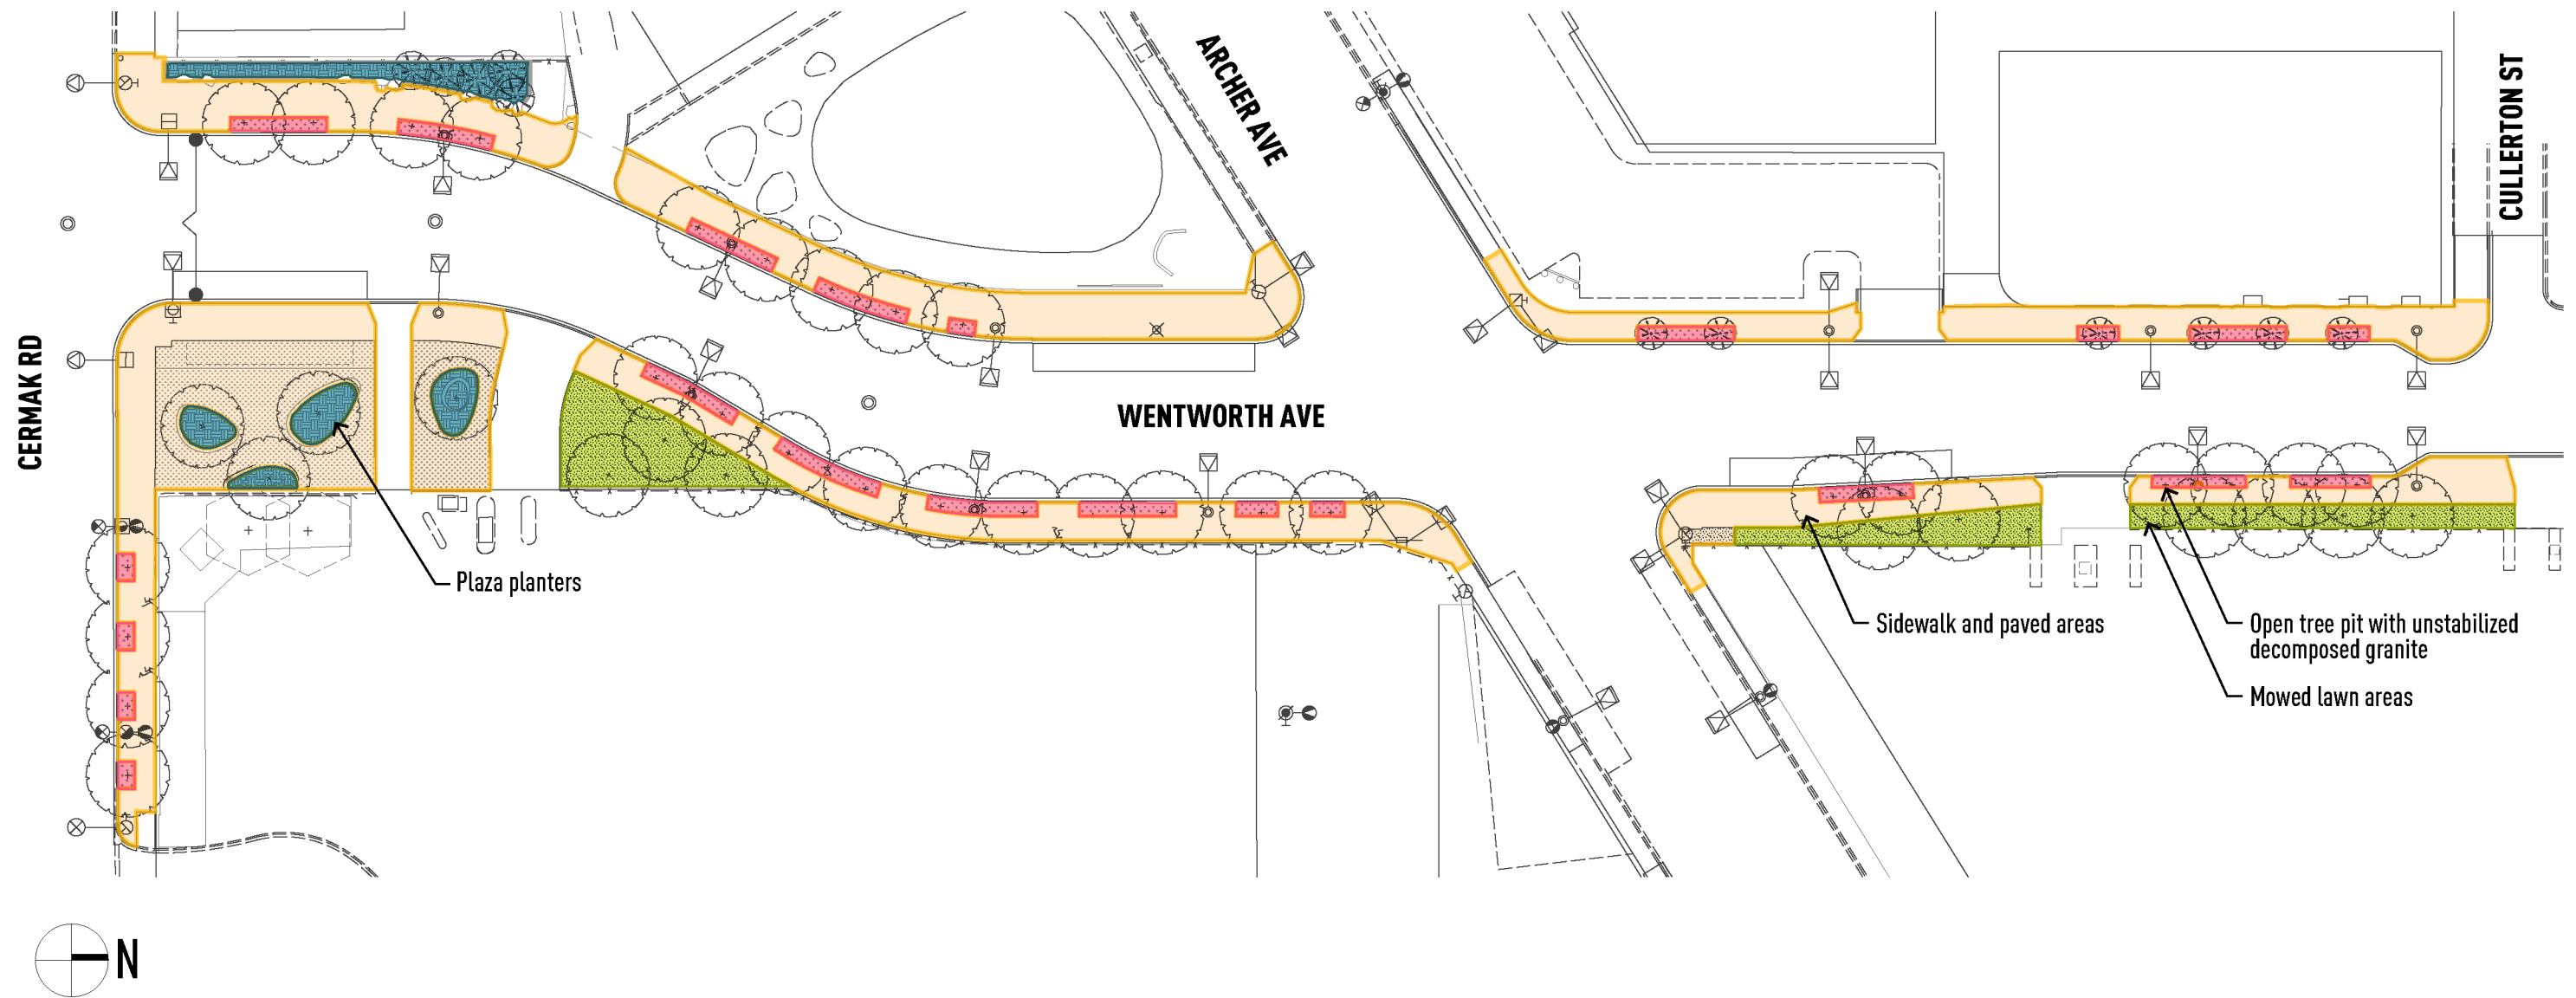 ARCHER AVE
CULLERTON ST
CERMAK RD
WENTWORTH AVE
Plaza planters
Sidewalk and paved areas
Open tree pit with unstabilized
decomposed granite
Mowed lawn areas
N